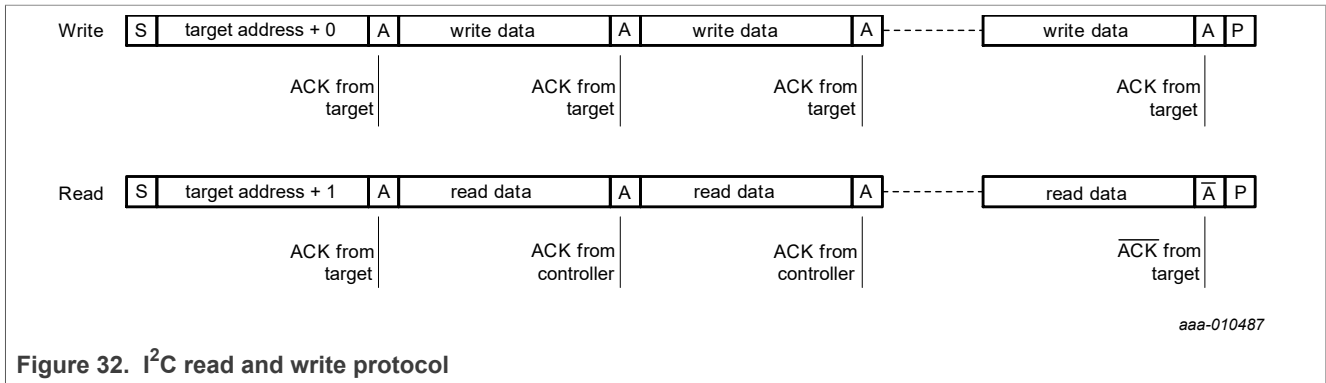 Write S target address + 0 A write data A write data A write data A P
ACK from target ACK from target ACK from target ACK from target
Read S target address + 1 A read data A read data A read data A̅ P
ACK from target ACK from controller ACK from controller A̅C̅K̅ from target
aaa-010487
Figure 32. I²C read and write protocol